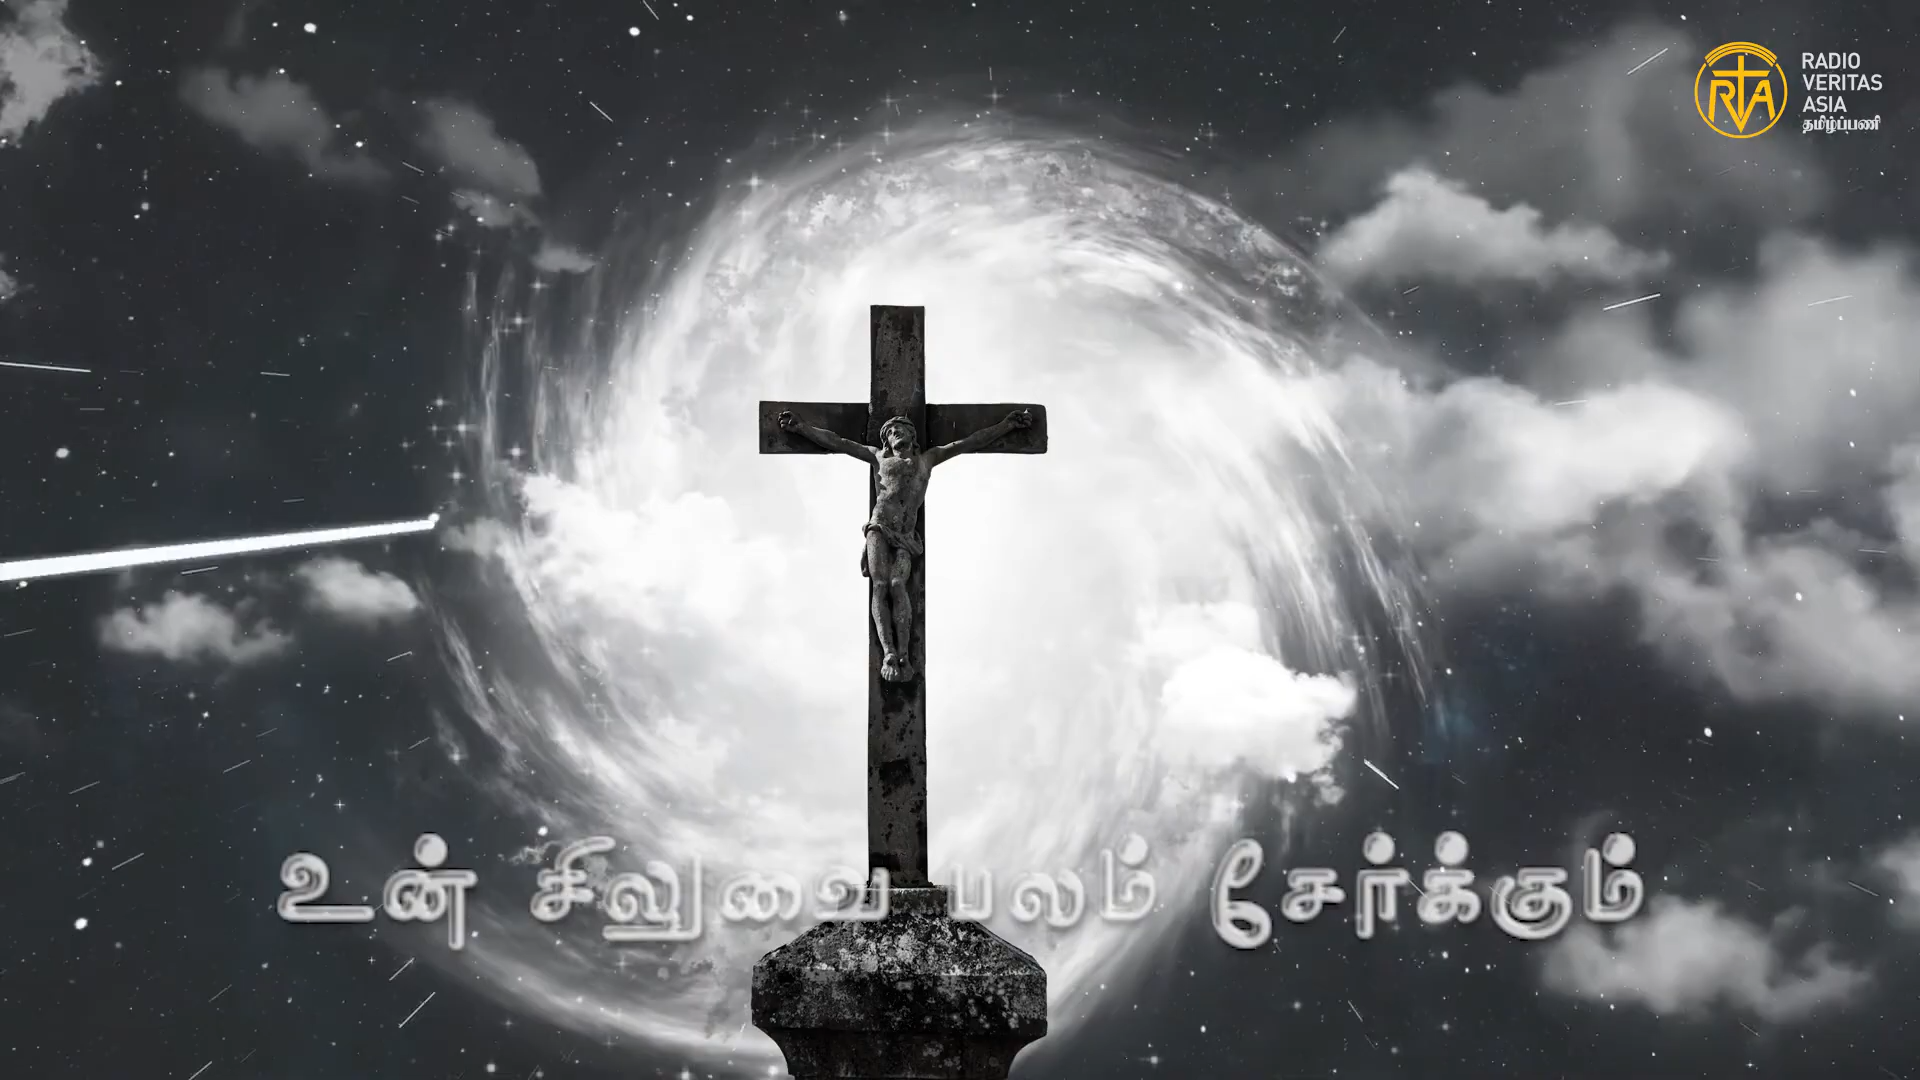 RADIO
VERITAS
ASIA
தமிழ்ப்பணி
உன் சிலுவை பலம் சேர்க்கும்